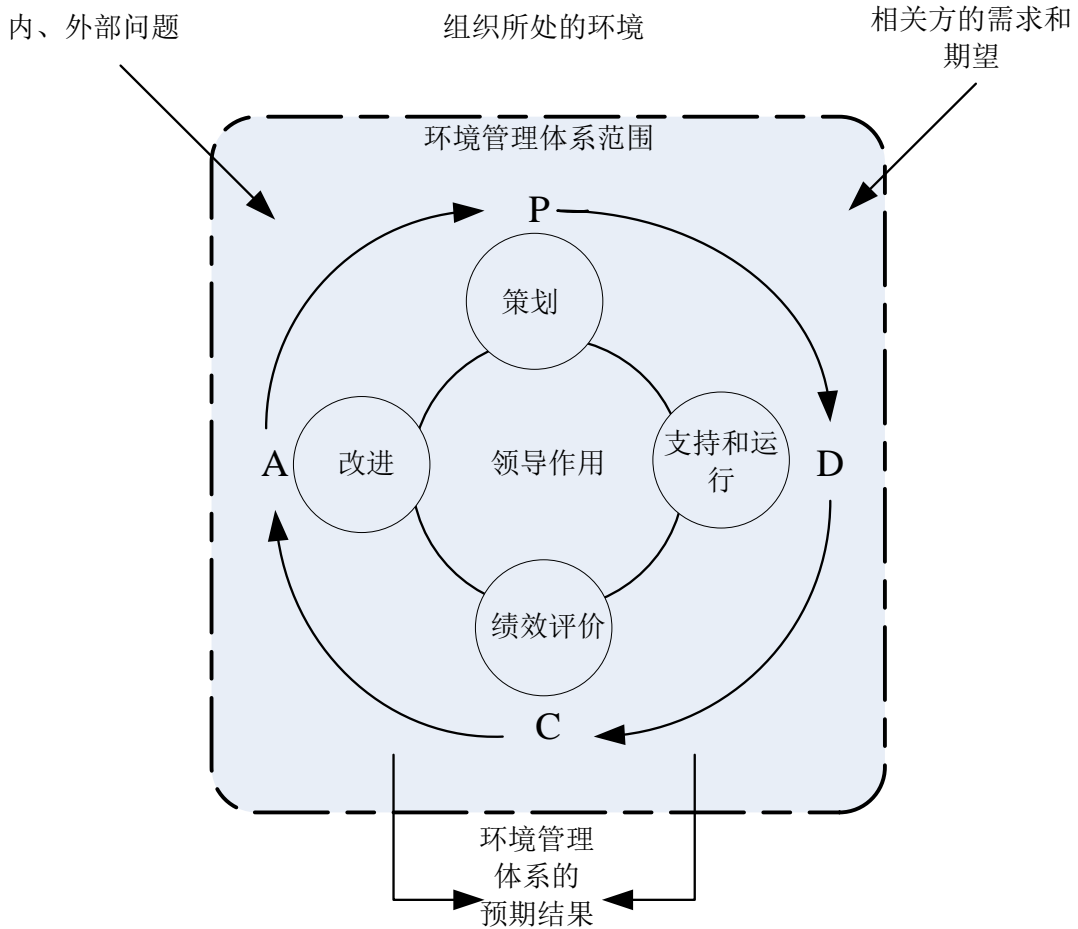 内、外部问题
组织所处的环境
相关方的需求和
期望
环境管理体系范围
P
策划
A
改进
领导作用
支持和运
行
D
绩效评价
C
环境管理
体系的
预期结果